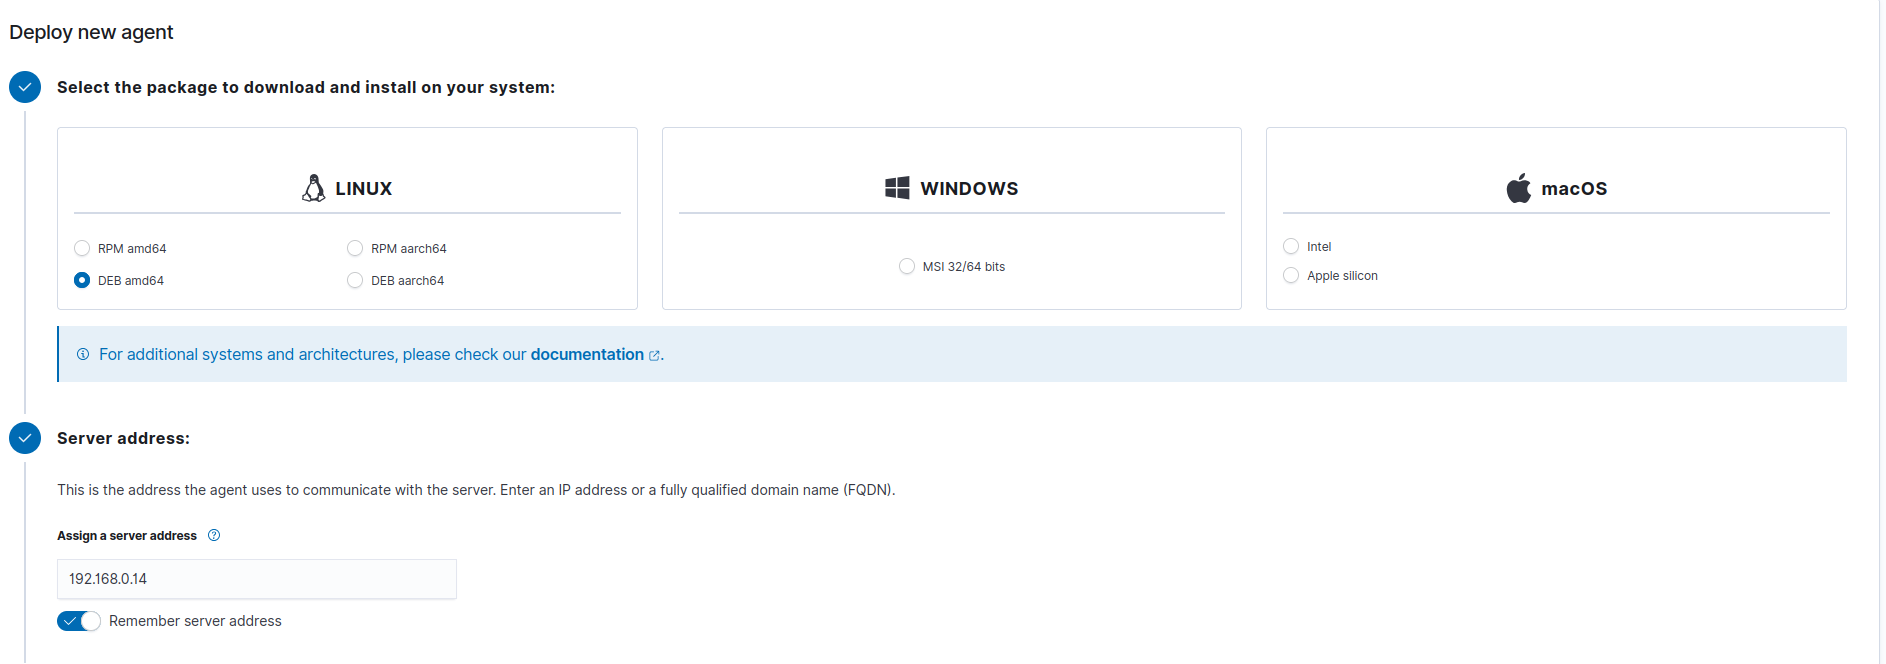 Deploy new agent
Select the package to download and install on your system:
LINUX
RPM amd64
RPM aarch64
DEB amd64
DEB aarch64
WINDOWS
MSI 32/64 bits
macOS
Intel
Apple silicon
For additional systems and architectures, please check our documentation.
Server address:
This is the address the agent uses to communicate with the server. Enter an IP address or a fully qualified domain name (FQDN).
Assign a server address
192.168.0.14
Remember server address